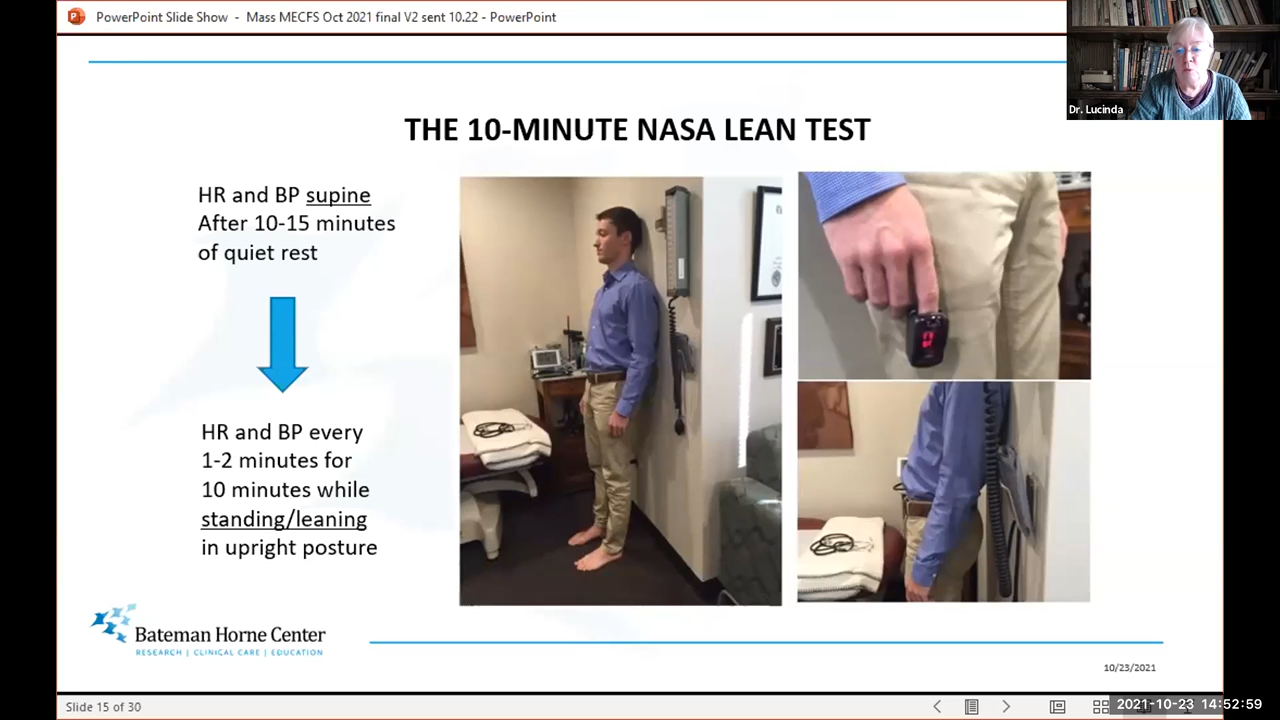 PowerPoint Slide Show - Mass MECFS Oct 2021 final V2 sent 10.22 - PowerPoint
Dr. Lucinda
THE 10-MINUTE NASA LEAN TEST
HR and BP supine
After 10-15 minutes
of quiet rest
HR and BP every
1-2 minutes for
10 minutes while
standing/leaning
in upright posture
Bateman Horne Center
RESEARCH | CLINICAL CARE | EDUCATION
10/23/2021
Slide 15 of 30
2021-10-23 14:52:59